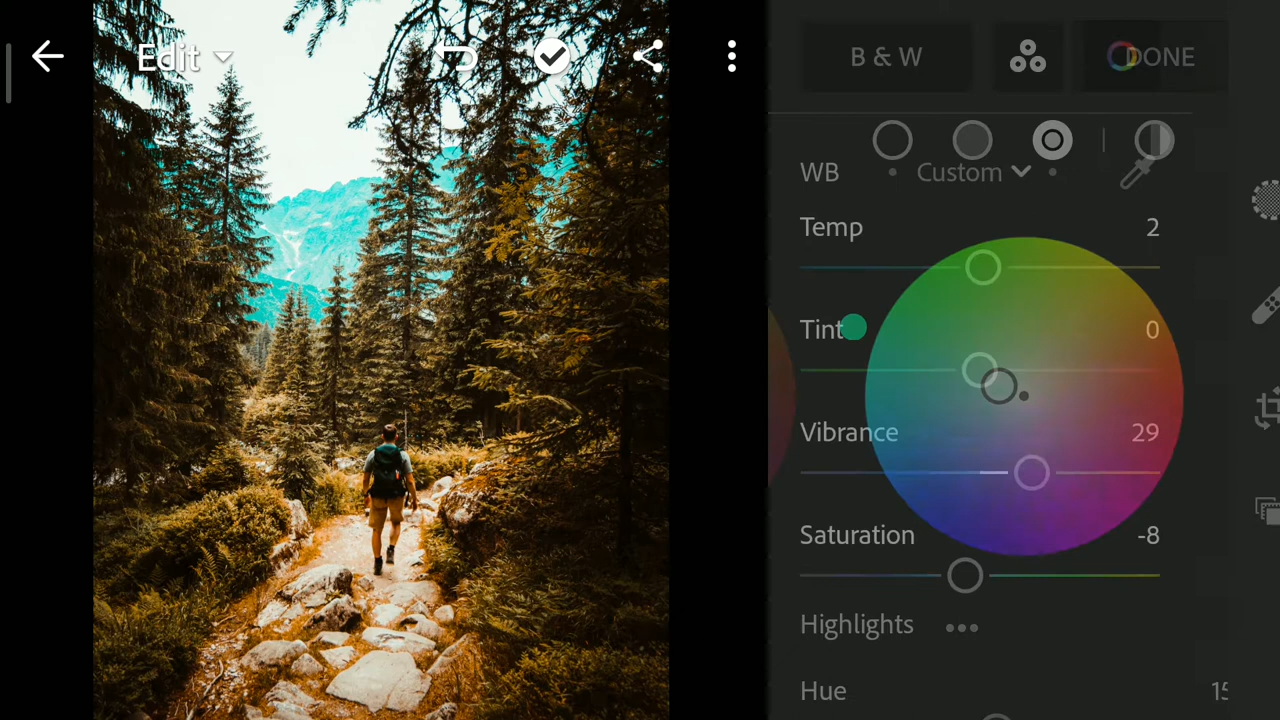 Edit
B & W
DONE
WB
Custom
Temp
2
Tint
0
Vibrance
29
Saturation
-8
Highlights
Hue